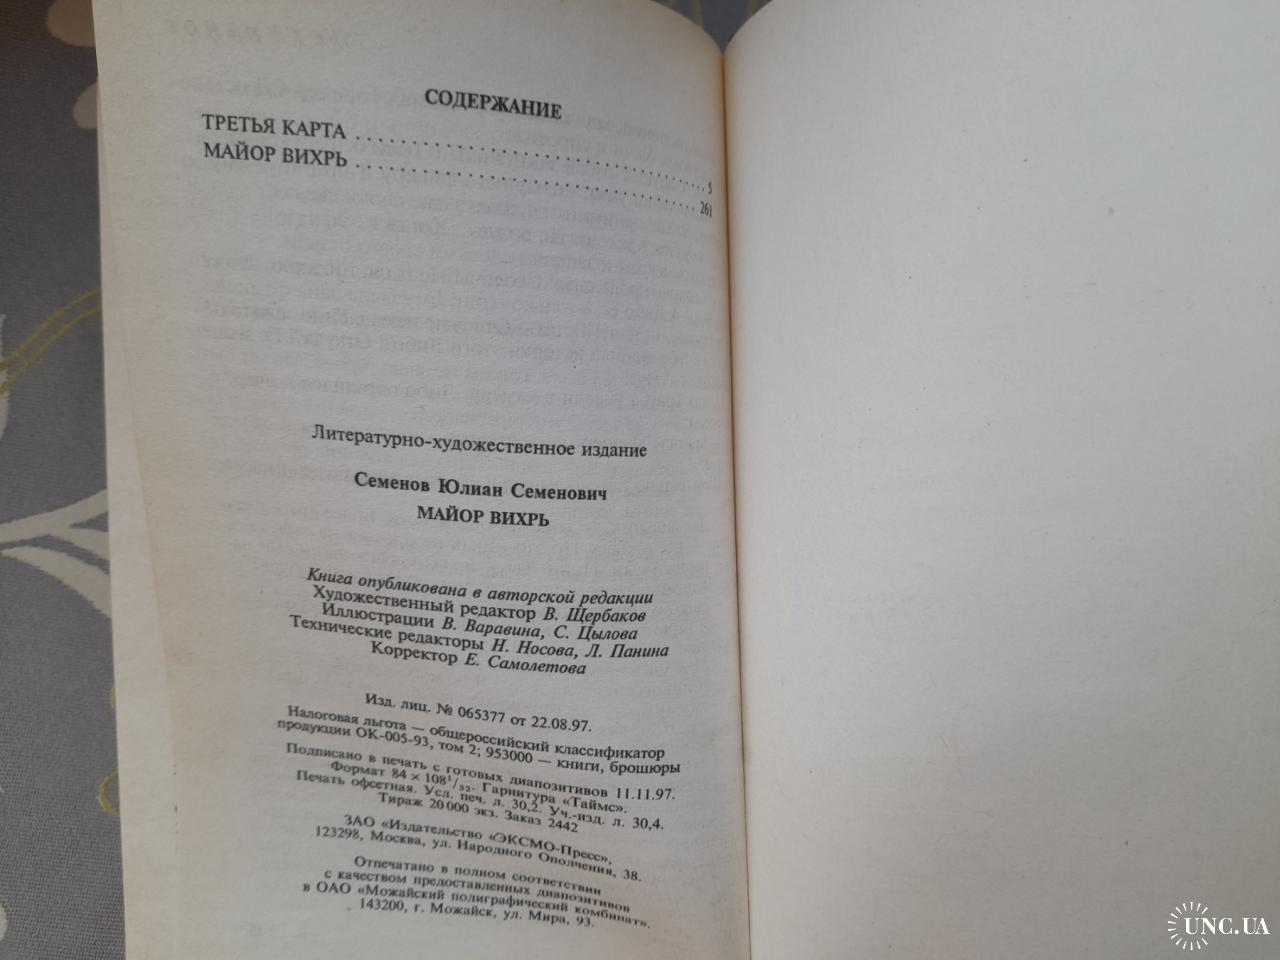 СОДЕРЖАНИЕ
ТРЕТЬЯ КАРТА . . . . . . . . . . . . . . . . . . . . . . . . . . . . . . 5
МАЙОР ВИХРЬ . . . . . . . . . . . . . . . . . . . . . . . . . . . . . . 261
Литературно-художественное издание
Семенов Юлиан Семенович
МАЙОР ВИХРЬ
Книга опубликована в авторской редакции
Художественный редактор В. Щербаков
Иллюстрации В. Варавина, С. Цылова
Технические редакторы Н. Носова, Л. Панина
Корректор Е. Самолетова
Изд. лиц. № 065377 от 22.08.97.
Налоговая льгота — общероссийский классификатор
продукции ОК-005-93, том 2; 953000 — книги, брошюры
Подписано в печать с готовых диапозитивов 11.11.97.
Формат 84 × 108¹/₃₂. Гарнитура «Таймс».
Печать офсетная. Усл. печ. л. 30,2. Уч.-изд. л. 30,4.
Тираж 20 000 экз. Заказ 2442
ЗАО «Издательство «ЭКСМО-Пресс»,
123298, Москва, ул. Народного Ополчения, 38.
Отпечатано в полном соответствии
с качеством предоставленных диапозитивов
в ОАО «Можайский полиграфический комбинат».
143200, г. Можайск, ул. Мира, 93.
UNC.UA